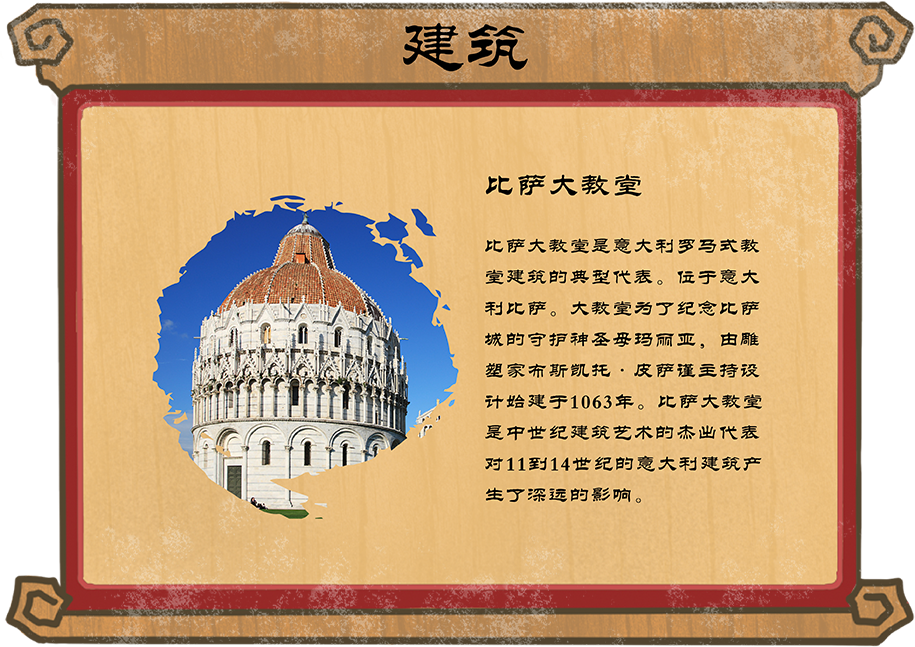 建筑
比萨大教堂
比萨大教堂是意大利罗马式教
堂建筑的典型代表。位于意大
利比萨。大教堂为了纪念比萨
城的守护神圣母玛丽亚，由雕
塑家布斯凯托·皮萨谨主持设
计始建于1063年。比萨大教堂
是中世纪建筑艺术的杰出代表
对11到14世纪的意大利建筑产
生了深远的影响。